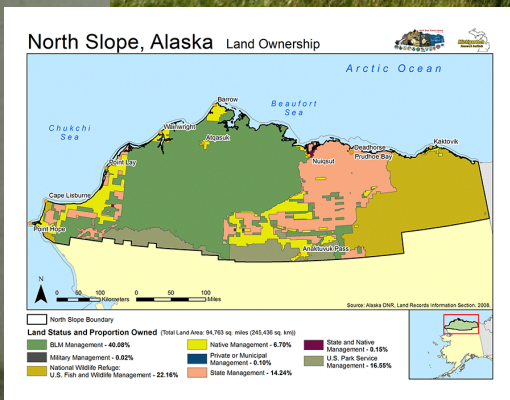 North Slope, Alaska Land Ownership
Arctic Ocean
Beaufort
Sea
Chukchi
Sea
Barrow
Wainwright
Atqasuk
Point Lay
Deadhorse
Prudhoe Bay
Kaktovik
Nuiqsut
Cape Lisburne
Point Hope
Anaktuvuk Pass
N
0 50 100
Kilometers
0 50 100
Miles
Source: Alaska DNR, Land Records Information Section, 2008.
North Slope Boundary
Land Status and Proportion Owned (Total Land Area: 94,763 sq. miles (245,436 sq. km))
BLM Management - 40.08%
Military Management - 0.02%
National Wildlife Refuge:
U.S. Fish and Wildlife Management - 22.16%
Native Management - 6.70%
Private or Municipal
Management - 0.10%
State Management - 14.24%
State and Native
Management - 0.15%
U.S. Park Service
Management - 16.55%